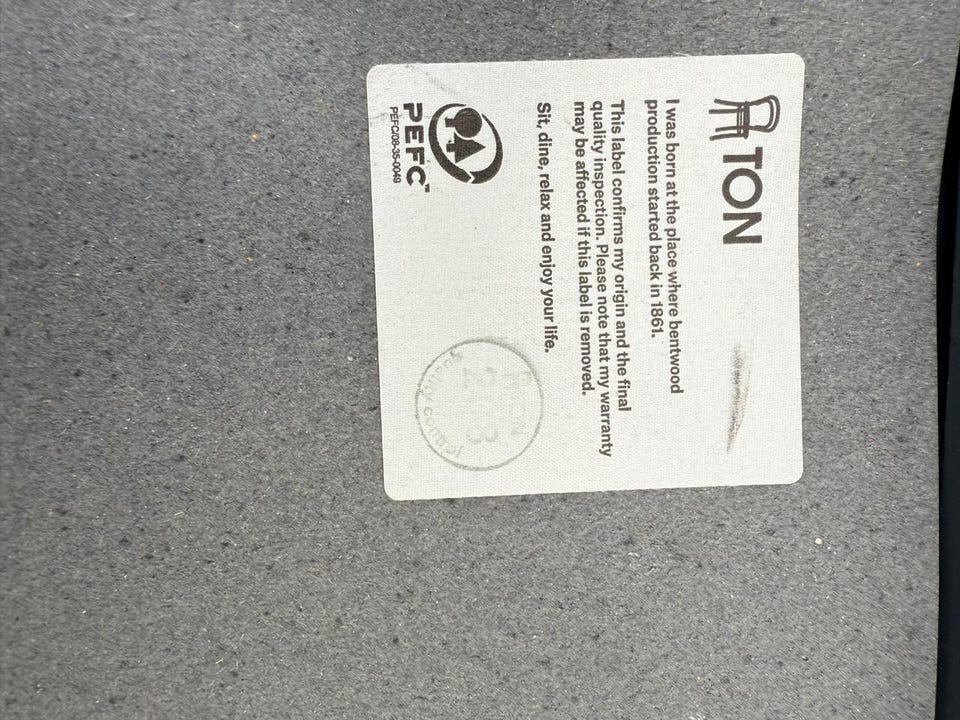 TON
I was born at the place where bentwood
production started back in 1861.
This label confirms my origin and the final
quality inspection. Please note that my warranty
may be affected if this label is removed.
Sit, dine, relax and enjoy your life.
PEFC™
PEFC/08-35-0049